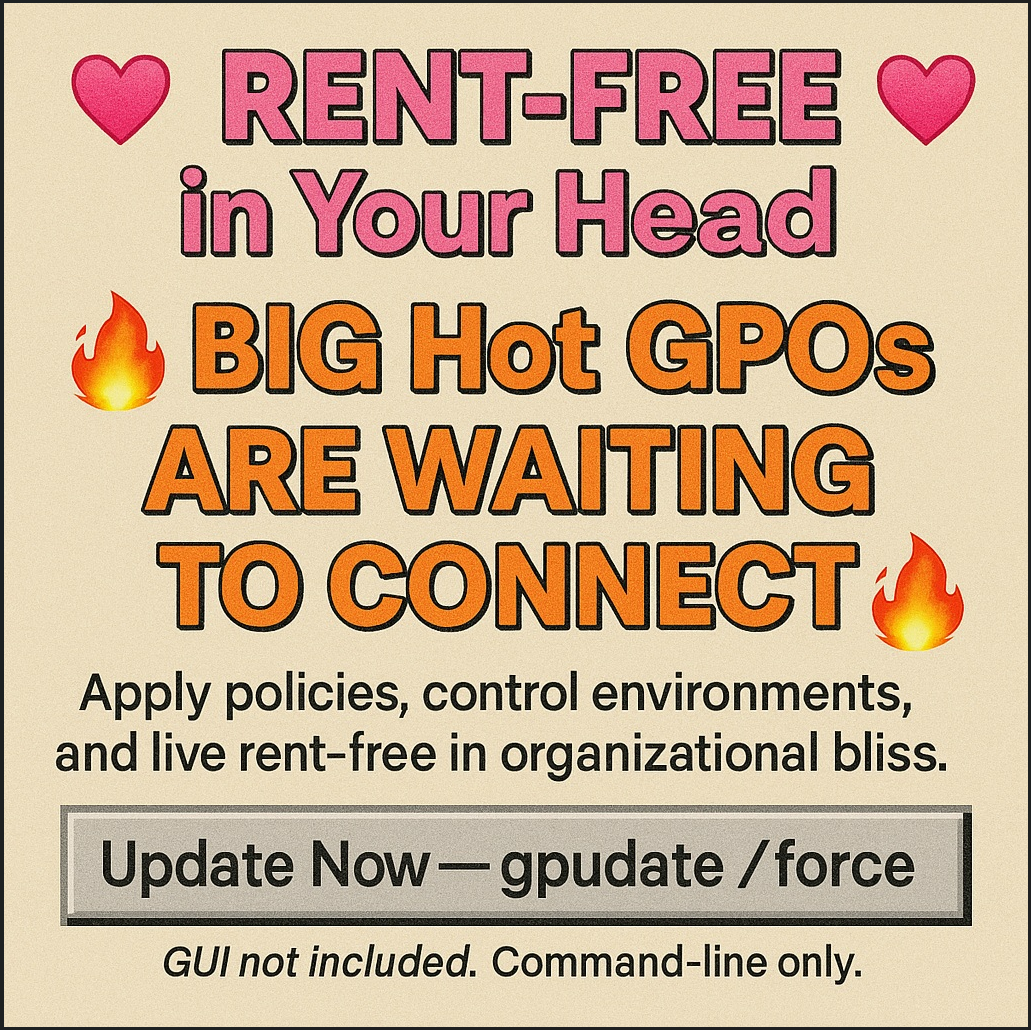 RENT-FREE
in Your Head
BIG Hot GPOs
ARE WAITING
TO CONNECT
Apply policies, control environments,
and live rent-free in organizational bliss.
Update Now—gpudate /force
GUI not included. Command-line only.